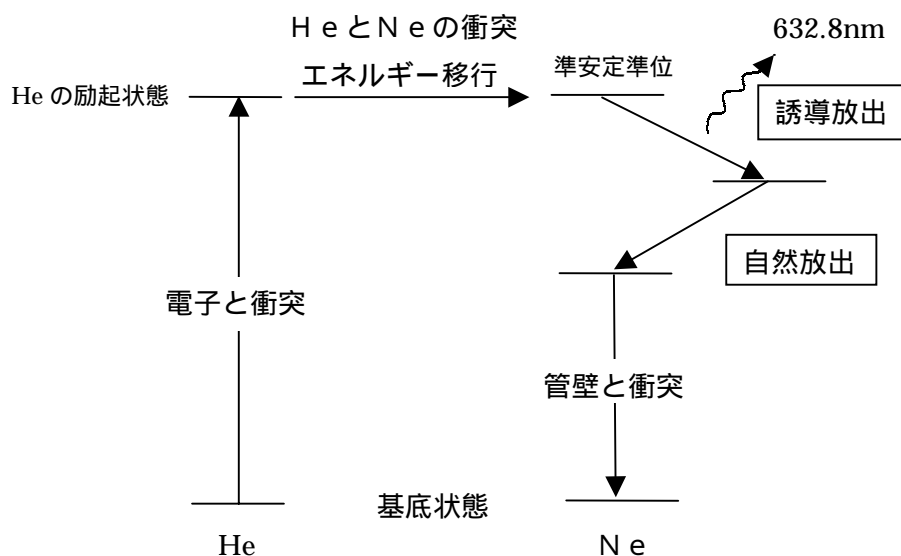 ＨｅとＮｅの衝突
632.8nm
エネルギー移行
準安定準位
He の励起状態
誘導放出
自然放出
電子と衝突
管壁と衝突
基底状態
He
Ｎｅ